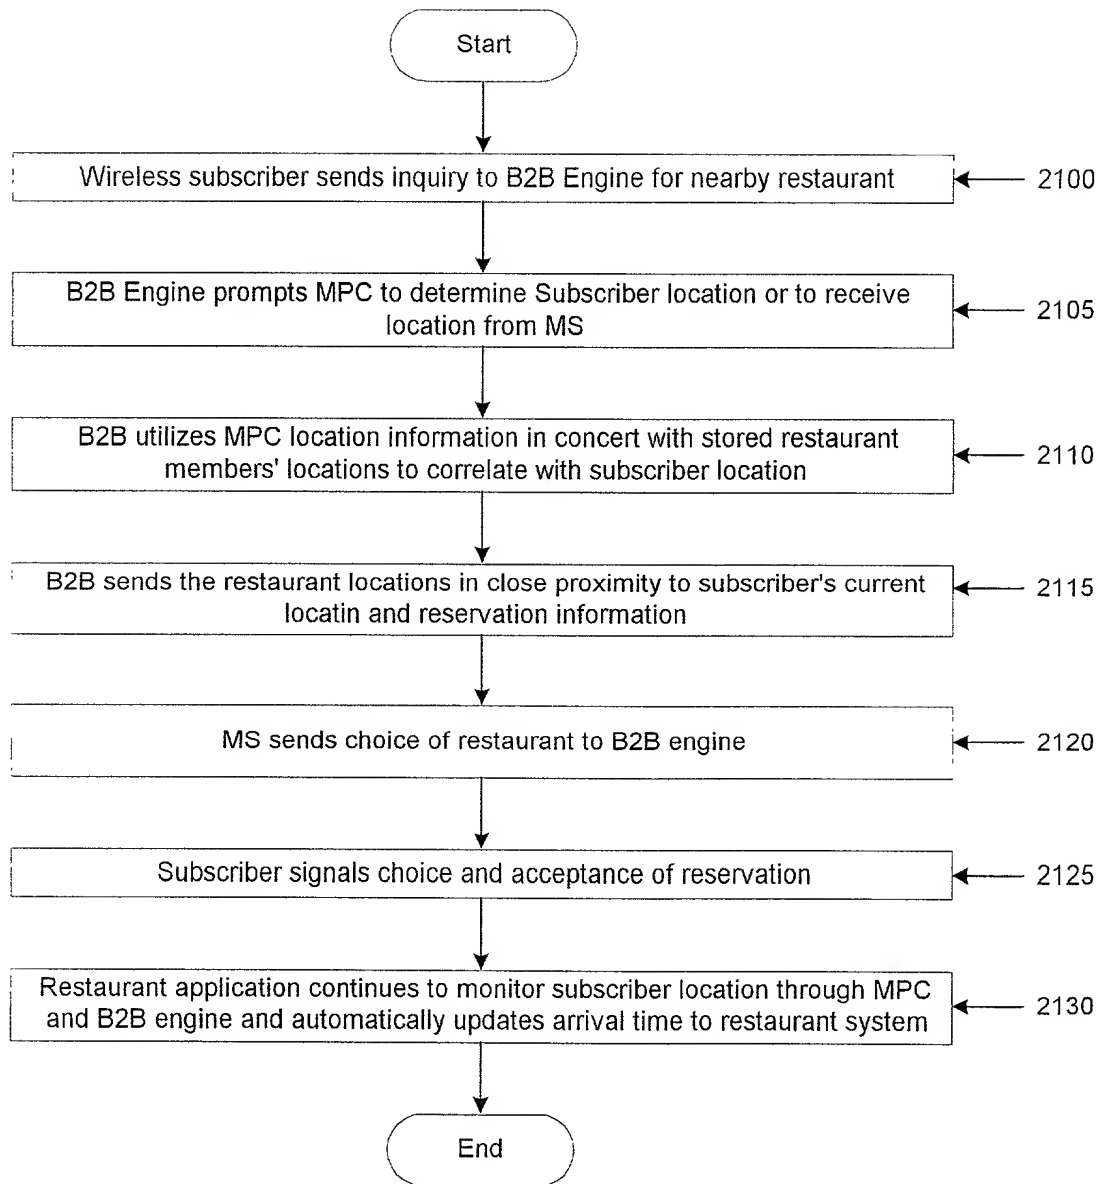 Start
Wireless subscriber sends inquiry to B2B Engine for nearby restaurant
2100
B2B Engine prompts MPC to determine Subscriber location or to receive
location from MS
2105
B2B utilizes MPC location information in concert with stored restaurant
members' locations to correlate with subscriber location
2110
B2B sends the restaurant locations in close proximity to subscriber's current
locatin and reservation information
2115
MS sends choice of restaurant to B2B engine
2120
Subscriber signals choice and acceptance of reservation
2125
Restaurant application continues to monitor subscriber location through MPC
and B2B engine and automatically updates arrival time to restaurant system
2130
End